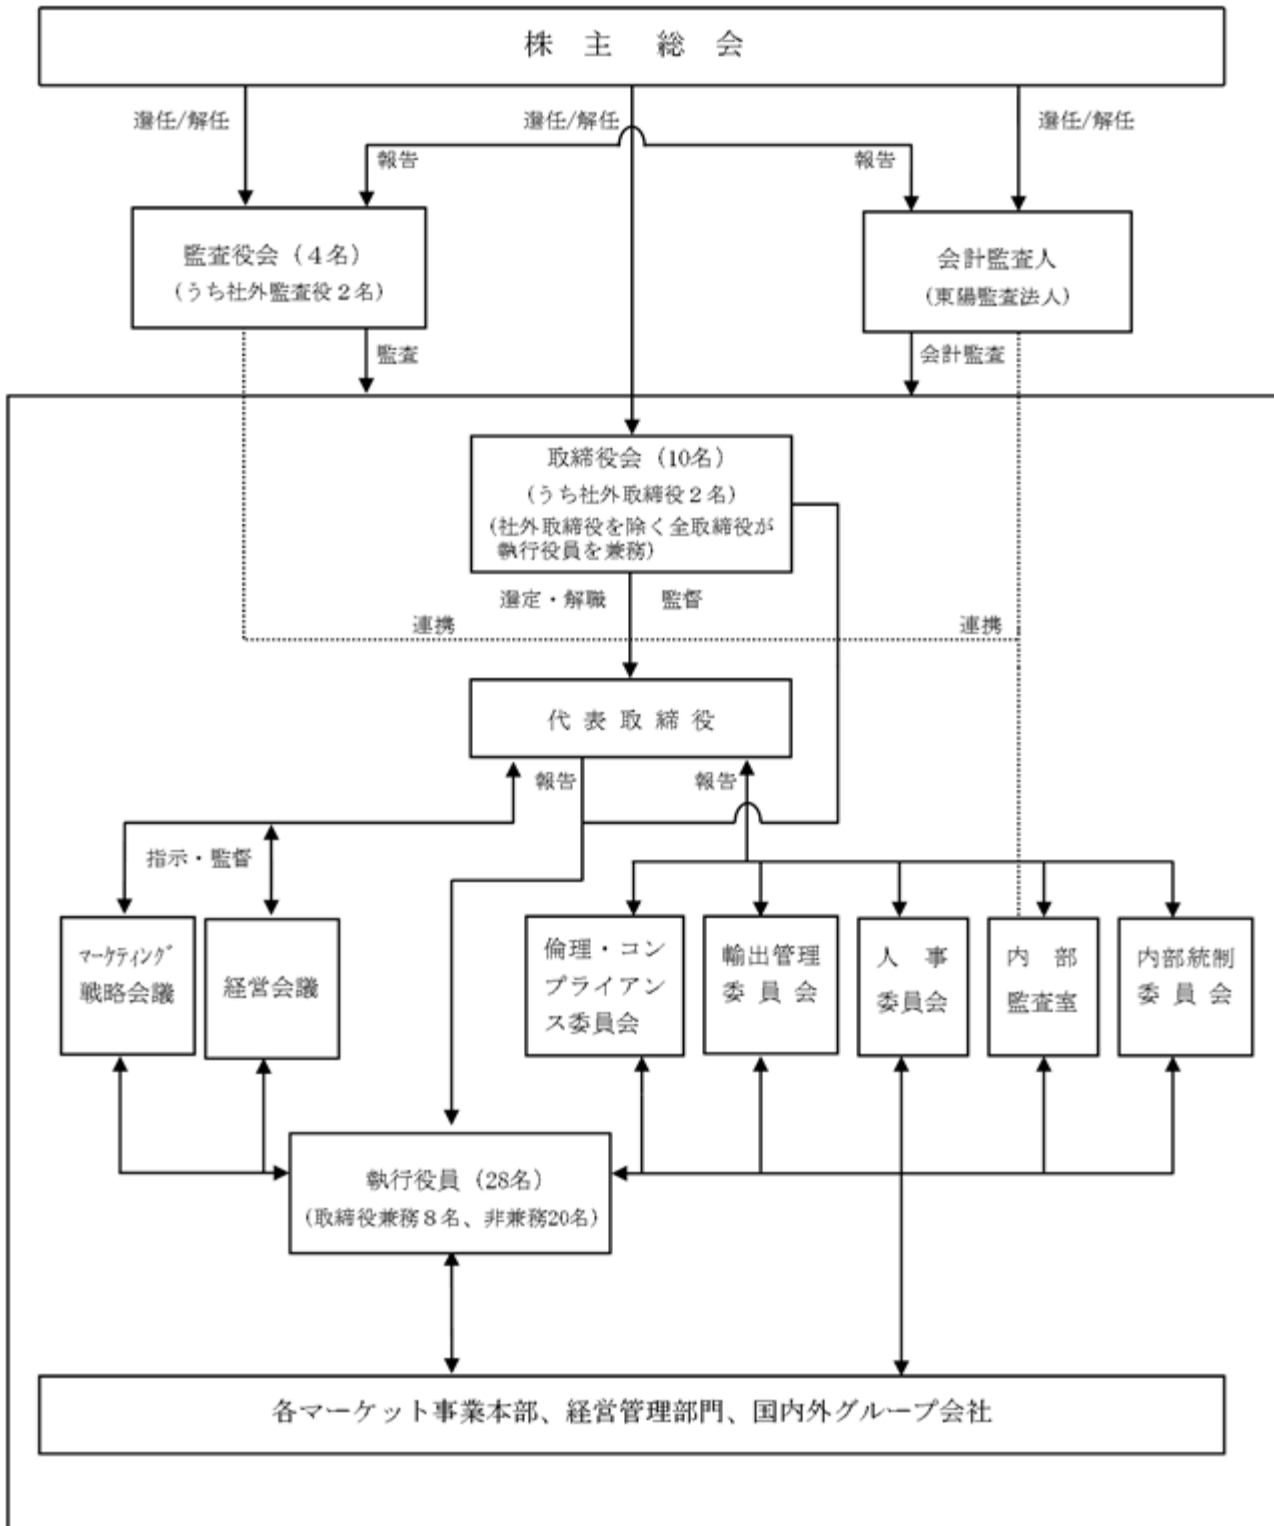 株主総会
選任/解任
選任/解任
選任/解任
報告
報告
監査役会（４名）
(うち社外監査役２名)
会計監査人
(東陽監査法人)
監査
会計監査
取締役会（10名）
(うち社外取締役２名)
(社外取締役を除く全取締役が
執行役員を兼務)
選定・解職
監督
連携
連携
代表取締役
報告
報告
指示・監督
マーケティング
戦略会議
経営会議
倫理・コン
プライアン
ス委員会
輸出管理
委員会
人事
委員会
内部
監査室
内部統制
委員会
執行役員（28名）
(取締役兼務８名、非兼務20名)
各マーケット事業本部、経営管理部門、国内外グループ会社